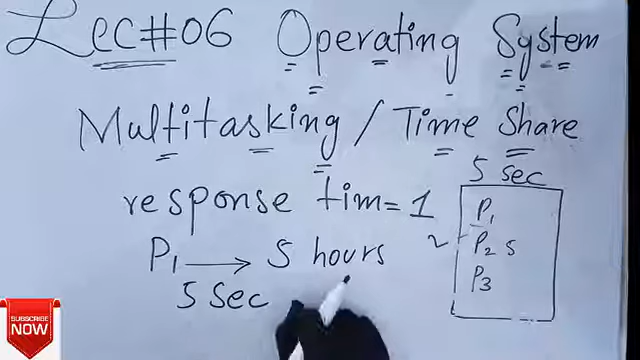 Lec#06 Operating System
Multitasking / Time Share
5 sec
response tim= 1
P1
P2 5
P3
P1 → 5 hours
5 Sec
SUBSCRIBE
NOW